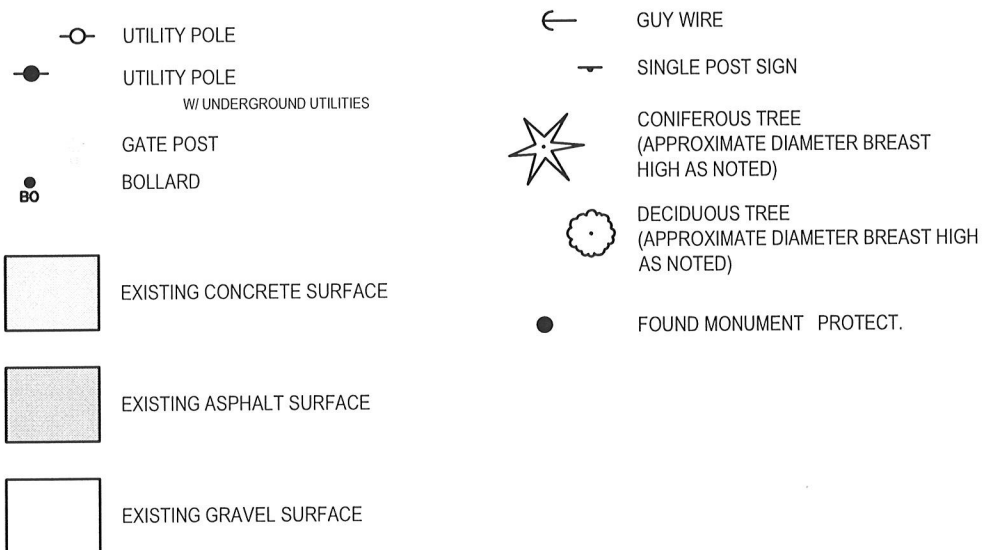 UTILITY POLE
UTILITY POLE
W/ UNDERGROUND UTILITIES
GATE POST
BO
BOLLARD
EXISTING CONCRETE SURFACE
EXISTING ASPHALT SURFACE
EXISTING GRAVEL SURFACE
GUY WIRE
SINGLE POST SIGN
CONIFEROUS TREE
(APPROXIMATE DIAMETER BREAST
HIGH AS NOTED)
DECIDUOUS TREE
(APPROXIMATE DIAMETER BREAST HIGH
AS NOTED)
FOUND MONUMENT PROTECT.